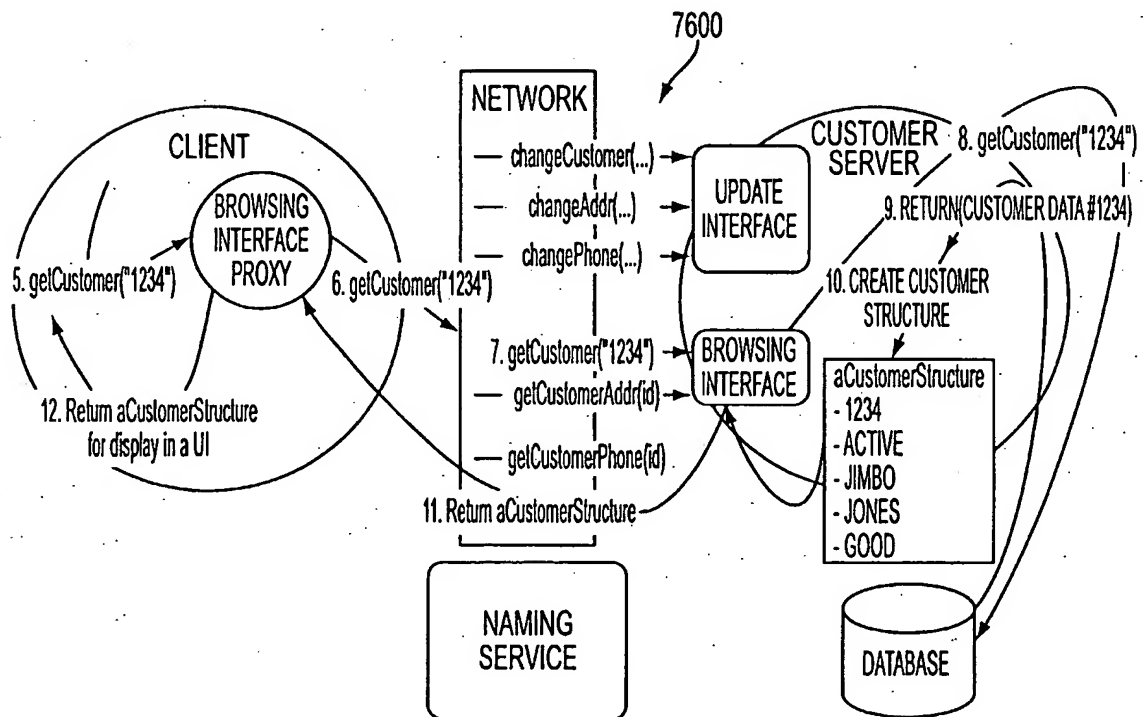 7600
CLIENT
BROWSING
INTERFACE
PROXY
5. getCustomer("1234")
6. getCustomer("1234")
12. Return aCustomerStructure
for display in a UI
NETWORK
changeCustomer(...)
changeAddr(...)
changePhone(...)
7. getCustomer("1234")
getCustomerAddr(id)
getCustomerPhone(id)
11. Return aCustomerStructure
NAMING
SERVICE
CUSTOMER
SERVER
UPDATE
INTERFACE
BROWSING
INTERFACE
8. getCustomer("1234")
9. RETURN(CUSTOMER DATA #1234)
10. CREATE CUSTOMER
STRUCTURE
aCustomerStructure
- 1234
- ACTIVE
- JIMBO
- JONES
- GOOD
DATABASE